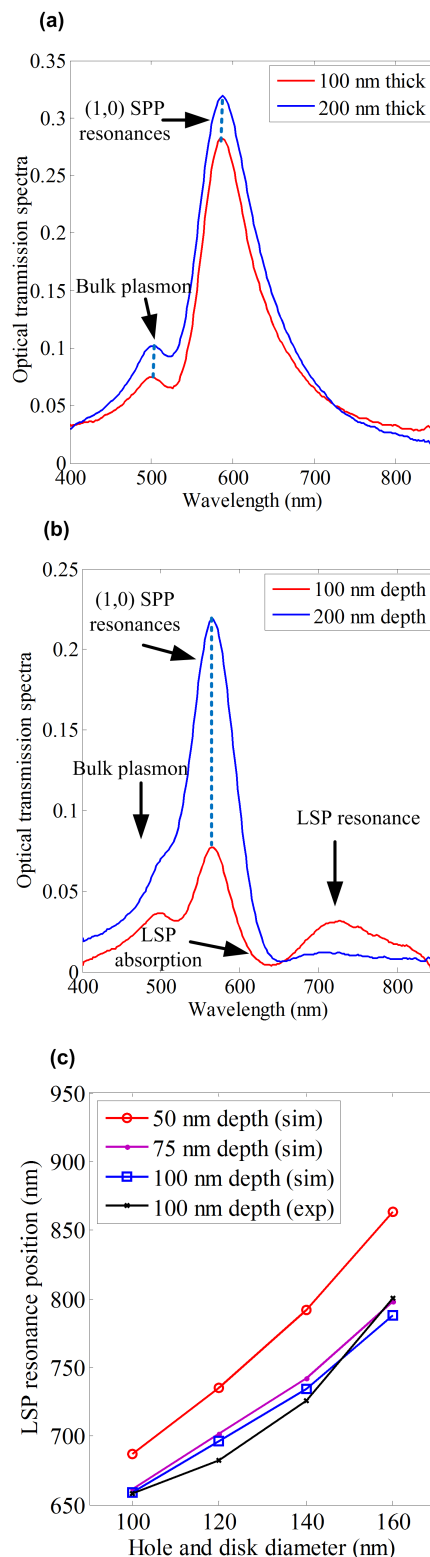 (a)
0.35
0.3
0.25
0.2
0.15
0.1
0.05
0
Optical tranmission spectra
100 nm thick
200 nm thick
(1,0) SPP
resonances
Bulk plasmon
400 500 600 700 800
Wavelength (nm)
(b)
0.25
0.2
0.15
0.1
0.05
0
Optical transmission spectra
100 nm depth
200 nm depth
(1,0) SPP
resonances
Bulk plasmon
LSP resonance
LSP
absorption
400 500 600 700 800
Wavelength (nm)
(c)
950
900
850
800
750
700
650
LSP resonance position (nm)
50 nm depth (sim)
75 nm depth (sim)
100 nm depth (sim)
100 nm depth (exp)
100 120 140 160
Hole and disk diameter (nm)